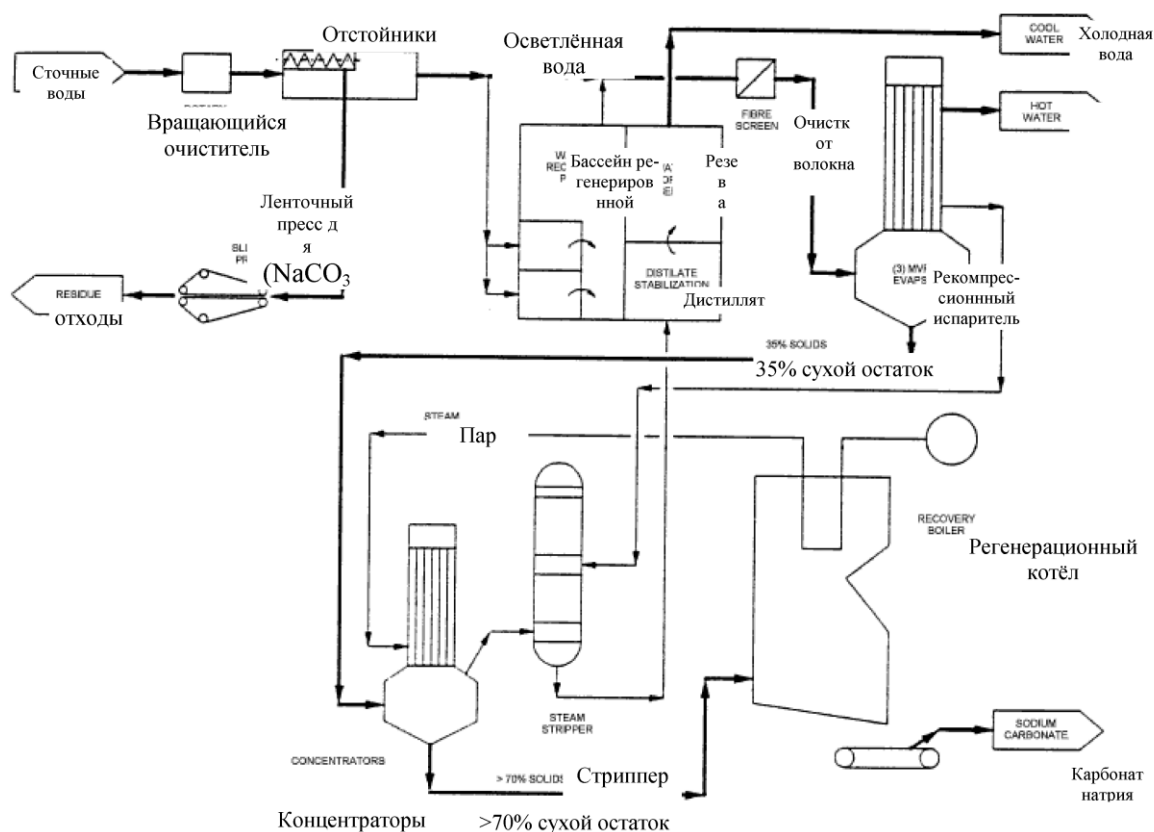 Отстойники
Осветлённая
вода
COOL
WATER
Холодная
вода
Сточные
воды
Вращающийся
очиститель
FIBRE
SCREEN
Очистк
от
волокна
HOT
WATER
Бассейн ре-
генериров
нной
Резе
в
а
Ленточный
пресс д
я
(NaCO3
RESIDUE
отходы
DISTILATE
STABILIZATION
Дистиллят
(3) MVR
EVAPS
Рекомпрес-
сионнный
испаритель
35% SOLIDS
35% сухой остаток
STEAM
Пар
RECOVERY
BOILER
Регенерационный
котёл
STEAM
STRIPPER
SODIUM
CARBONATE
CONCENTRATORS
> 70% SOLIDS
Стриппер
Карбонат
натрия
Концентраторы
>70% сухой остаток